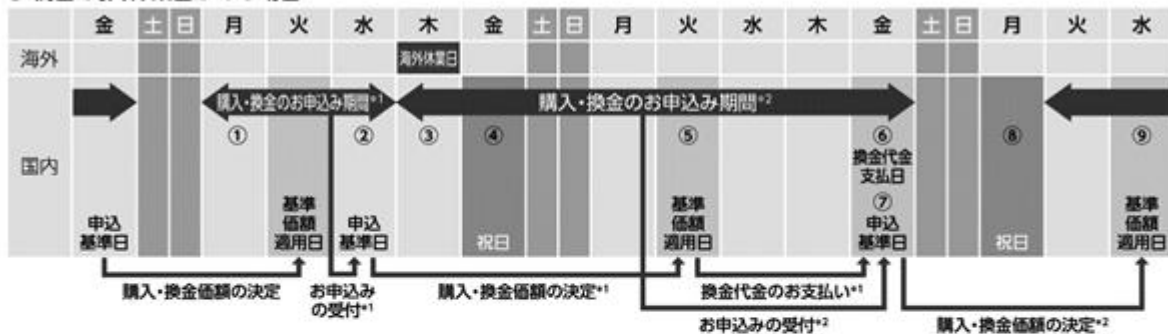 金 土 日 月 火 水 木 金 土 日 月 火 水 木 金 土 日 月 火 水
海外 海外休業日
国内
購入・換金のお申込み期間*1 購入・換金のお申込み期間*2
① ② ③ ④ ⑤ ⑥ ⑧ ⑨
換金代金
支払日
⑦
申込
基準日
基準
価額
適用日
申込
基準日
祝日
基準
価額
適用日
申込
基準日
祝日
基準
価額
適用日
購入・換金価額の決定
お申込み
の受付*1
購入・換金価額の決定*1
換金代金のお支払い*1
お申込みの受付*2
購入・換金価額の決定*2